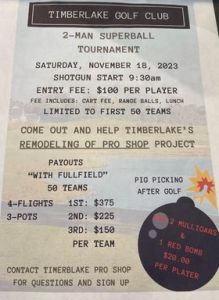 TIMBERLAKE GOLF CLUB
2-MAN SUPERBALL
TOURNAMENT
SATURDAY, NOVEMBER 18, 2023
SHOTGUN START 9:30am
ENTRY FEE: $100 PER PLAYER
FEE INCLUDES: CART FEE, RANGE BALLS, LUNCH
LIMITED TO FIRST 50 TEAMS
COME OUT AND HELP TIMBERLAKE'S
REMODELING OF PRO SHOP PROJECT
PAYOUTS
"WITH FULLFIELD"
50 TEAMS
4-FLIGHTS 1ST: $375
3-POTS 2ND: $225
3RD: $150
PER TEAM
PIG PICKING
AFTER GOLF
2 MULLIGANS
&
1 RED BOMB
$20.00
PER PLAYER
CONTACT TIMERBLAKE PRO SHOP
FOR QUESTIONS AND SIGN UP